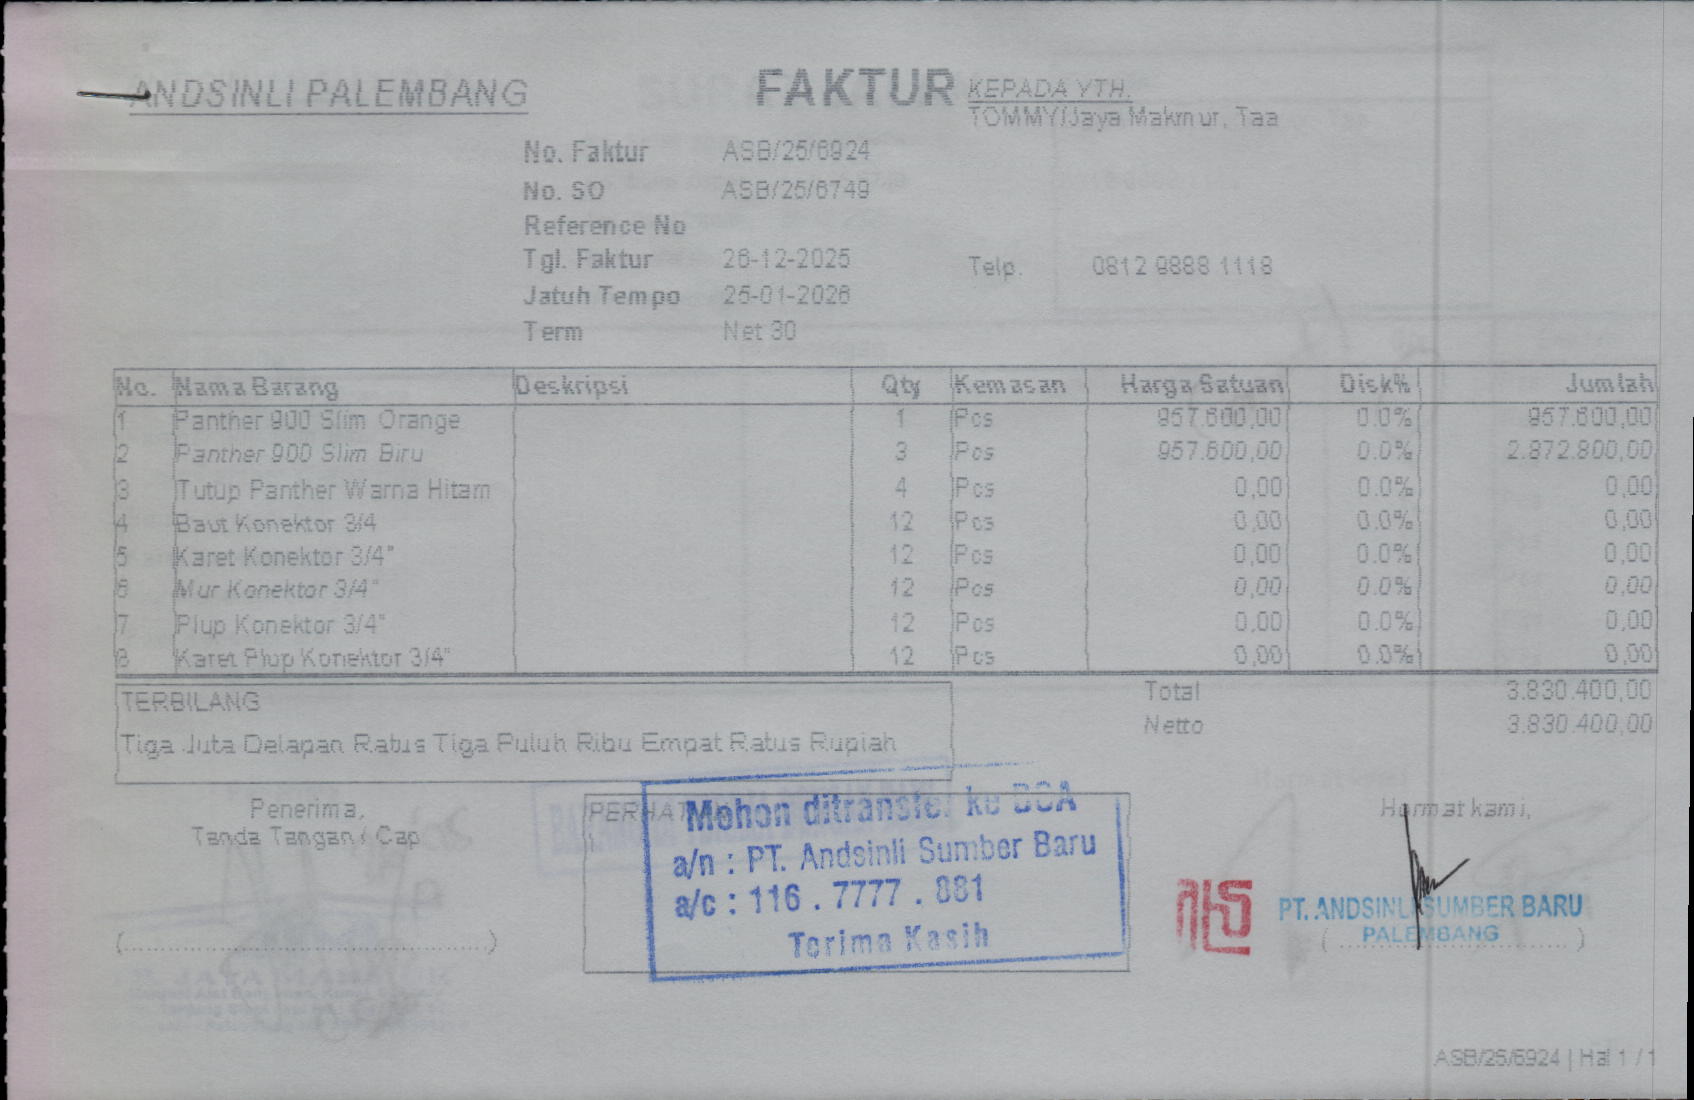 ANDSINLI PALEMBANG
FAKTUR
KEPADA YTH.
TOMMY/Jaya Makmur, Taa
No. Faktur ASB/25/6924
No. SO ASB/25/6749
Reference No
Tgl. Faktur 26-12-2025
Telp. 0812 9888 1118
Jatuh Tempo 25-01-2026
Term Net 30
No. Nama Barang Deskripsi Qty Kemasan Harga Satuan Disk% Jumlah
1 Panther 900 Slim Orange 1 Pcs 957.600,00 0.0% 957.600,00
2 Panther 900 Slim Biru 3 Pcs 957.600,00 0.0% 2.872.800,00
3 Tutup Panther Warna Hitam 4 Pcs 0,00 0.0% 0,00
4 Baut Konektor 3/4 12 Pcs 0,00 0.0% 0,00
5 Karet Konektor 3/4" 12 Pcs 0,00 0.0% 0,00
6 Mur Konektor 3/4" 12 Pcs 0,00 0.0% 0,00
7 Plup Konektor 3/4" 12 Pcs 0,00 0.0% 0,00
8 Karet Plup Konektor 3/4" 12 Pcs 0,00 0.0% 0,00
Total 3.830.400,00
Netto 3.830.400,00
TERBILANG
Tiga Juta Delapan Ratus Tiga Puluh Ribu Empat Ratus Rupiah
Penerima,
Tanda Tangan / Cap
(........................................)
PERHAT
Mohon ditransfer ke BCA
a/n : PT. Andsinli Sumber Baru
a/c : 116 . 7777 . 881
Terima Kasih
Hormat kami,
PT. ANDSINLI SUMBER BARU
PALEMBANG
(........................................)
ASB/25/6924 | Hal 1 / 1